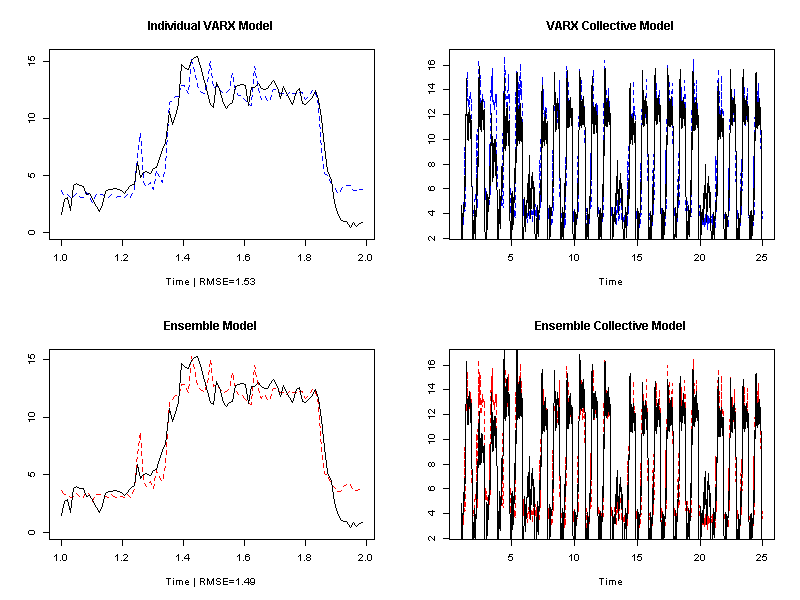 Individual VARX Model
15
10
5
0
1.0 1.2 1.4 1.6 1.8 2.0
Time | RMSE=1.53
VARX Collective Model
16
14
12
10
8
6
4
2
5 10 15 20 25
Time
Ensemble Model
15
10
5
0
1.0 1.2 1.4 1.6 1.8 2.0
Time | RMSE=1.49
Ensemble Collective Model
16
14
12
10
8
6
4
2
5 10 15 20 25
Time